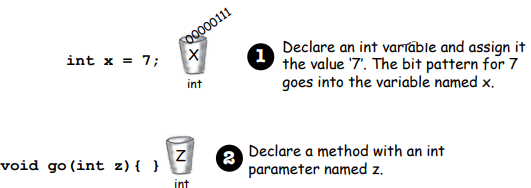 00000111
int x = 7;
X
int
1
Declare an int variable and assign it
the value ‘7’. The bit pattern for 7
goes into the variable named x.
void go(int z){ }
Z
int
2
Declare a method with an int
parameter named z.